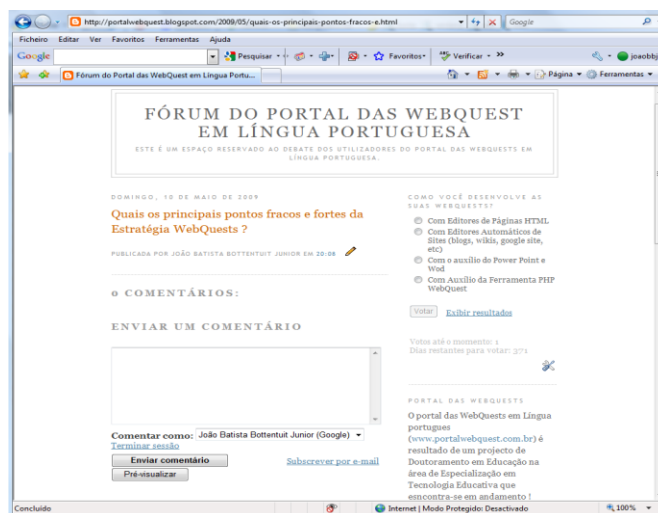 http://portalwebquest.blogspot.com/2009/05/quais-os-principais-pontos-fracos-e.html
Google
Ficheiro Editar Ver Favoritos Ferramentas Ajuda
Google Pesquisar Favoritos Verificar joaobbj
Fórum do Portal das WebQuest em Língua Portu... Página Ferramentas
FÓRUM DO PORTAL DAS WEBQUEST
EM LÍNGUA PORTUGUESA
ESTE É UM ESPAÇO RESERVADO AO DEBATE DOS UTILIZADORES DO PORTAL DAS WEBQUESTS EM
LÍNGUA PORTUGUESA.
DOMINGO, 10 DE MAIO DE 2009
Quais os principais pontos fracos e fortes da
Estratégia WebQuests ?
PUBLICADA POR JOÃO BATISTA BOTTENTUIT JUNIOR EM 20:08
0 COMENTÁRIOS:
ENVIAR UM COMENTÁRIO
Comentar como: João Batista Bottentuit Junior (Google)
Terminar sessão
Enviar comentário
Subscrever por e-mail
Pré-visualizar
COMO VOCÊ DESENVOLVE AS
SUAS WEBQUESTS?
Com Editores de Páginas HTML
Com Editores Automáticos de
Sites (blogs, wikis, google site,
etc)
Com o auxílio do Power Point e
Wod
Com Auxílio da Ferramenta PHP
WebQuest
Votar Exibir resultados
Votos até o momento: 1
Dias restantes para votar: 371
PORTAL DAS WEBQUESTS
O portal das WebQuests em Língua
portugues
(www.portalwebquest.com.br) é
resultado de um projecto de
Doutoramento em Educação na
área de Especialização em
Tecnologia Educativa que
esncontra-se em andamento !
Concluído Internet | Modo Protegido: Desactivado 100%